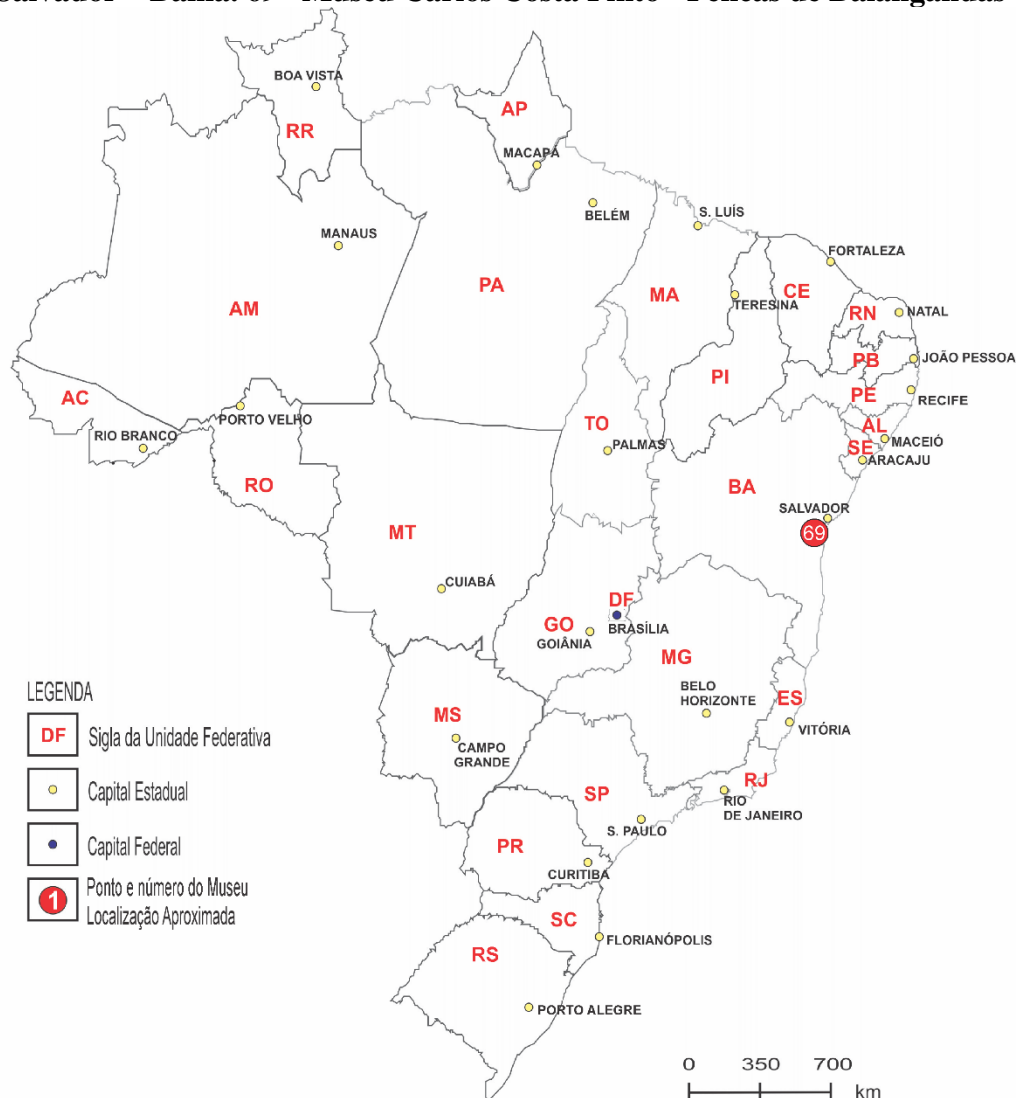 Salvador – Bahia: 69 - Museu Carlos Costa Pinto - Pencas de Balangandãs
BOA VISTA
RR
AP
MACAPÁ
BELÉM
S. LUÍS
MANAUS
FORTALEZA
AM
PA
MA
TERESINA
CE
RN
NATAL
PB
JOÃO PESSOA
PI
PE
RECIFE
AC
PORTO VELHO
RIO BRANCO
TO
PALMAS
AL
MACEIÓ
SE
ARACAJU
RO
BA
SALVADOR
69
MT
CUIABÁ
DF
BRASÍLIA
GO
GOIÂNIA
MG
BELO
HORIZONTE
ES
VITÓRIA
MS
CAMPO
GRANDE
SP
S. PAULO
RJ
RIO
DE JANEIRO
PR
CURITIBA
SC
FLORIANÓPOLIS
RS
PORTO ALEGRE
LEGENDA
DF Sigla da Unidade Federativa
Capital Estadual
Capital Federal
1 Ponto e número do Museu
Localização Aproximada
0 350 700
km